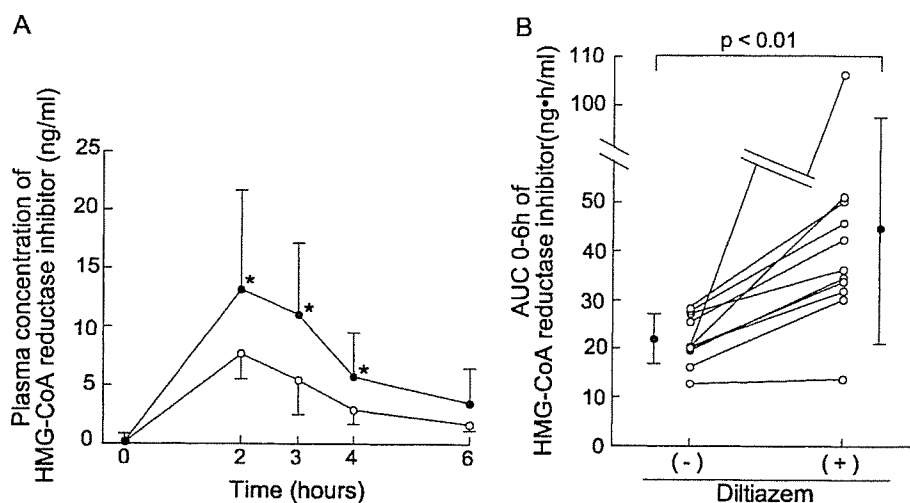 A
Plasma concentration of
HMG-CoA reductase inhibitor (ng/ml)
25
20
15
10
5
0
*
*
*
0
2
3
4
6
Time (hours)
B
p < 0.01
AUC 0-6h of
HMG-CoA reductase inhibitor(ng•h/ml)
110
100
50
40
30
20
10
0
(-)
(+)
Diltiazem